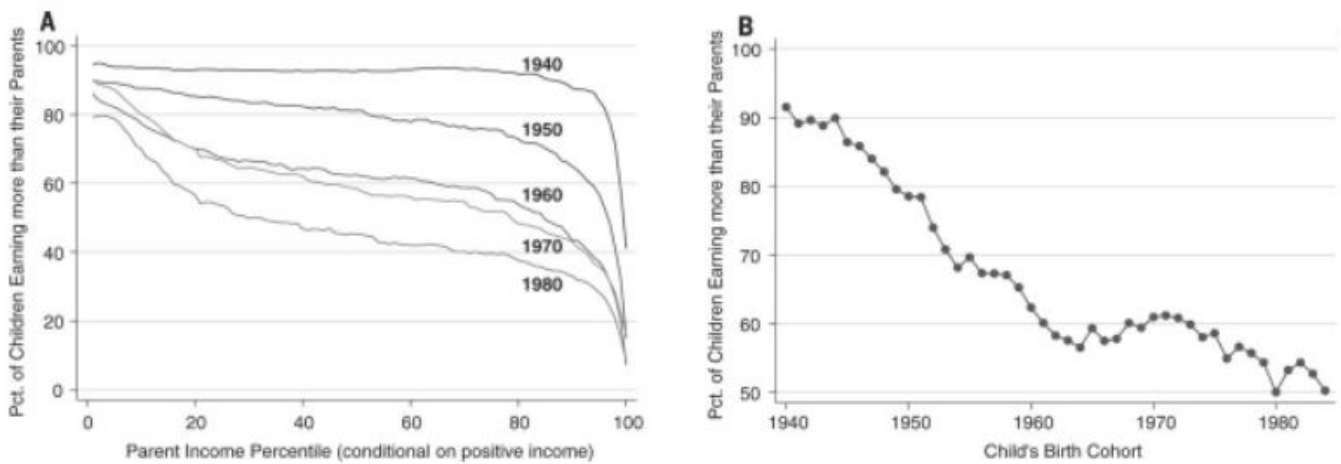 A
Pct. of Children Earning more than their Parents
100
80
60
40
20
0
1940
1950
1960
1970
1980
0 20 40 60 80 100
Parent Income Percentile (conditional on positive income)
B
Pct. of Children Earning more than their Parents
100
90
80
70
60
50
1940 1950 1960 1970 1980
Child's Birth Cohort